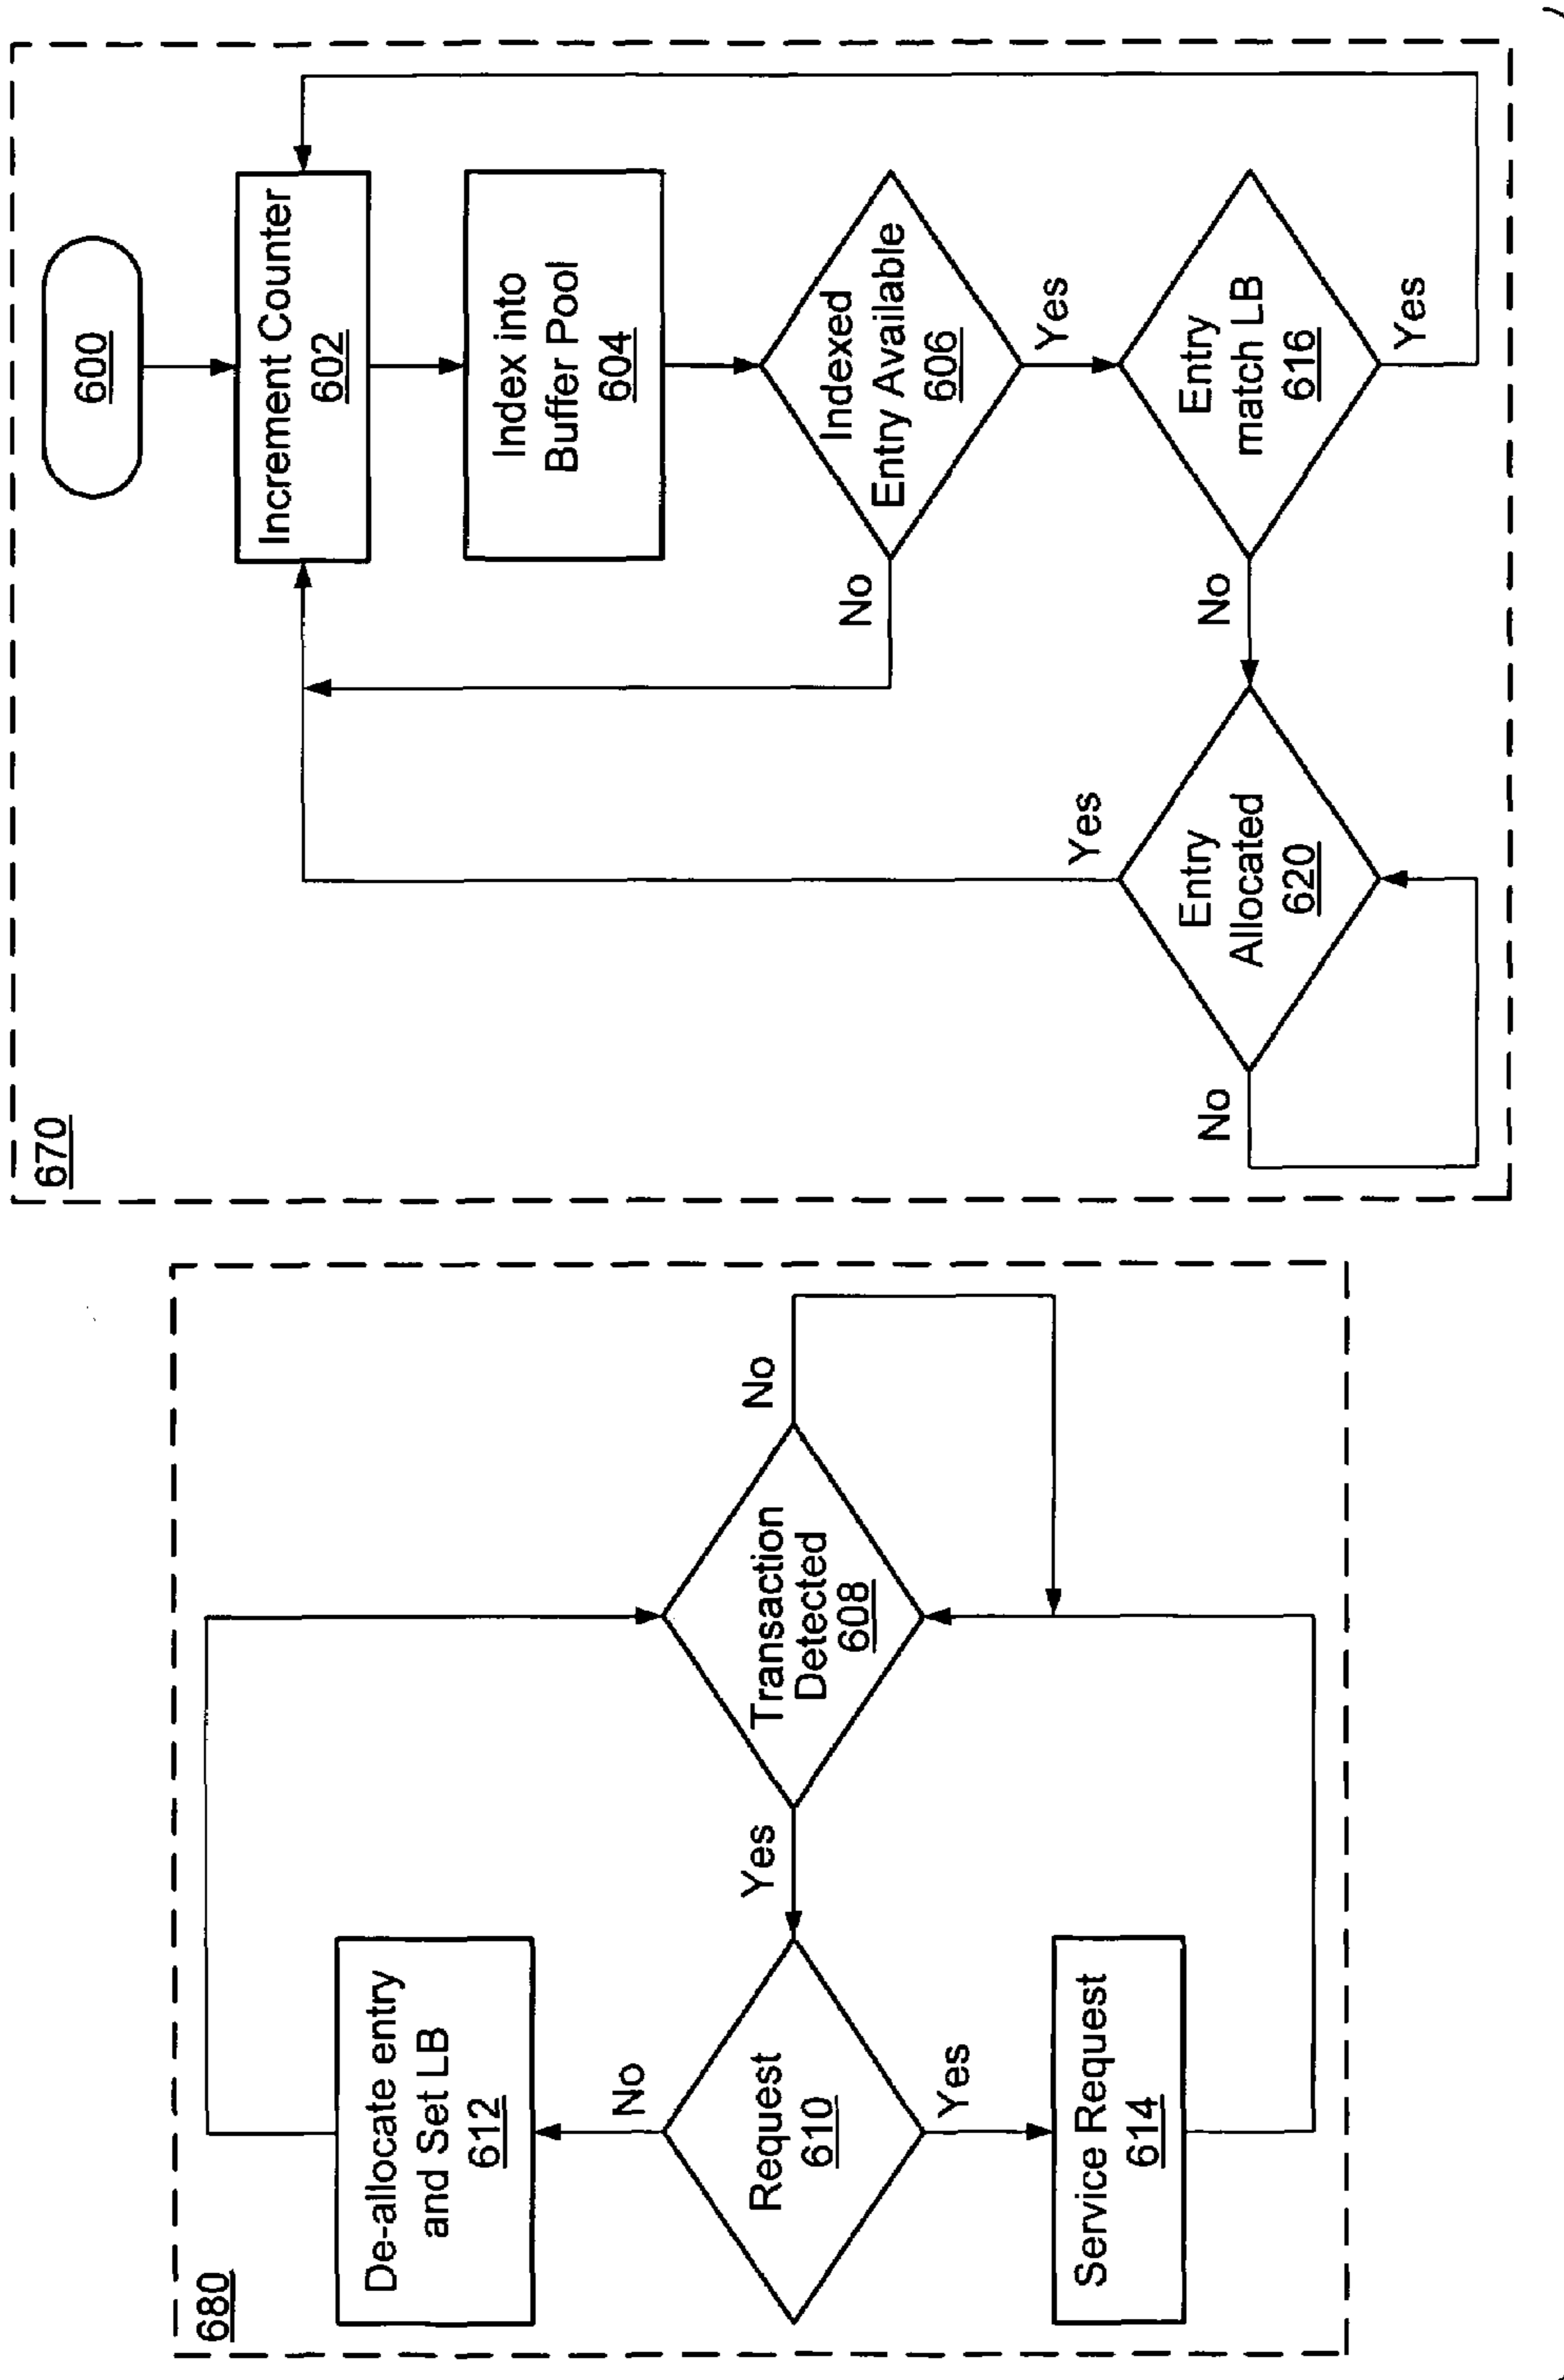 680
De-allocate entry
and Set LB
612
No
Request
610
Yes
Service Request
614
Yes
Transaction
Detected
608
No
670
600
Increment Counter
602
Index into
Buffer Pool
604
Indexed
Entry Available
606
No
Yes
Entry
match LB
616
No
Yes
Entry
Allocated
620
Yes
No